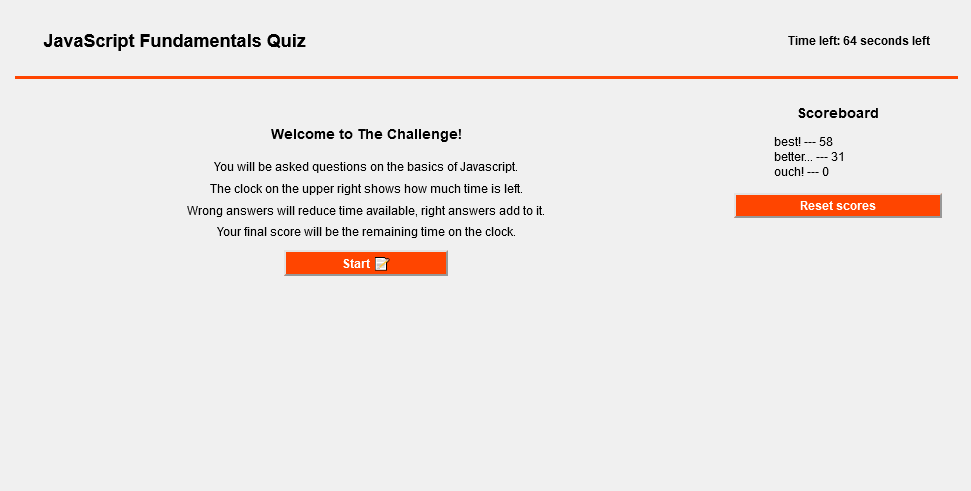 JavaScript Fundamentals Quiz
Time left: 64 seconds left
Welcome to The Challenge!
You will be asked questions on the basics of Javascript.
The clock on the upper right shows how much time is left.
Wrong answers will reduce time available, right answers add to it.
Your final score will be the remaining time on the clock.
Start
Scoreboard
best! --- 58
better... --- 31
ouch! --- 0
Reset scores